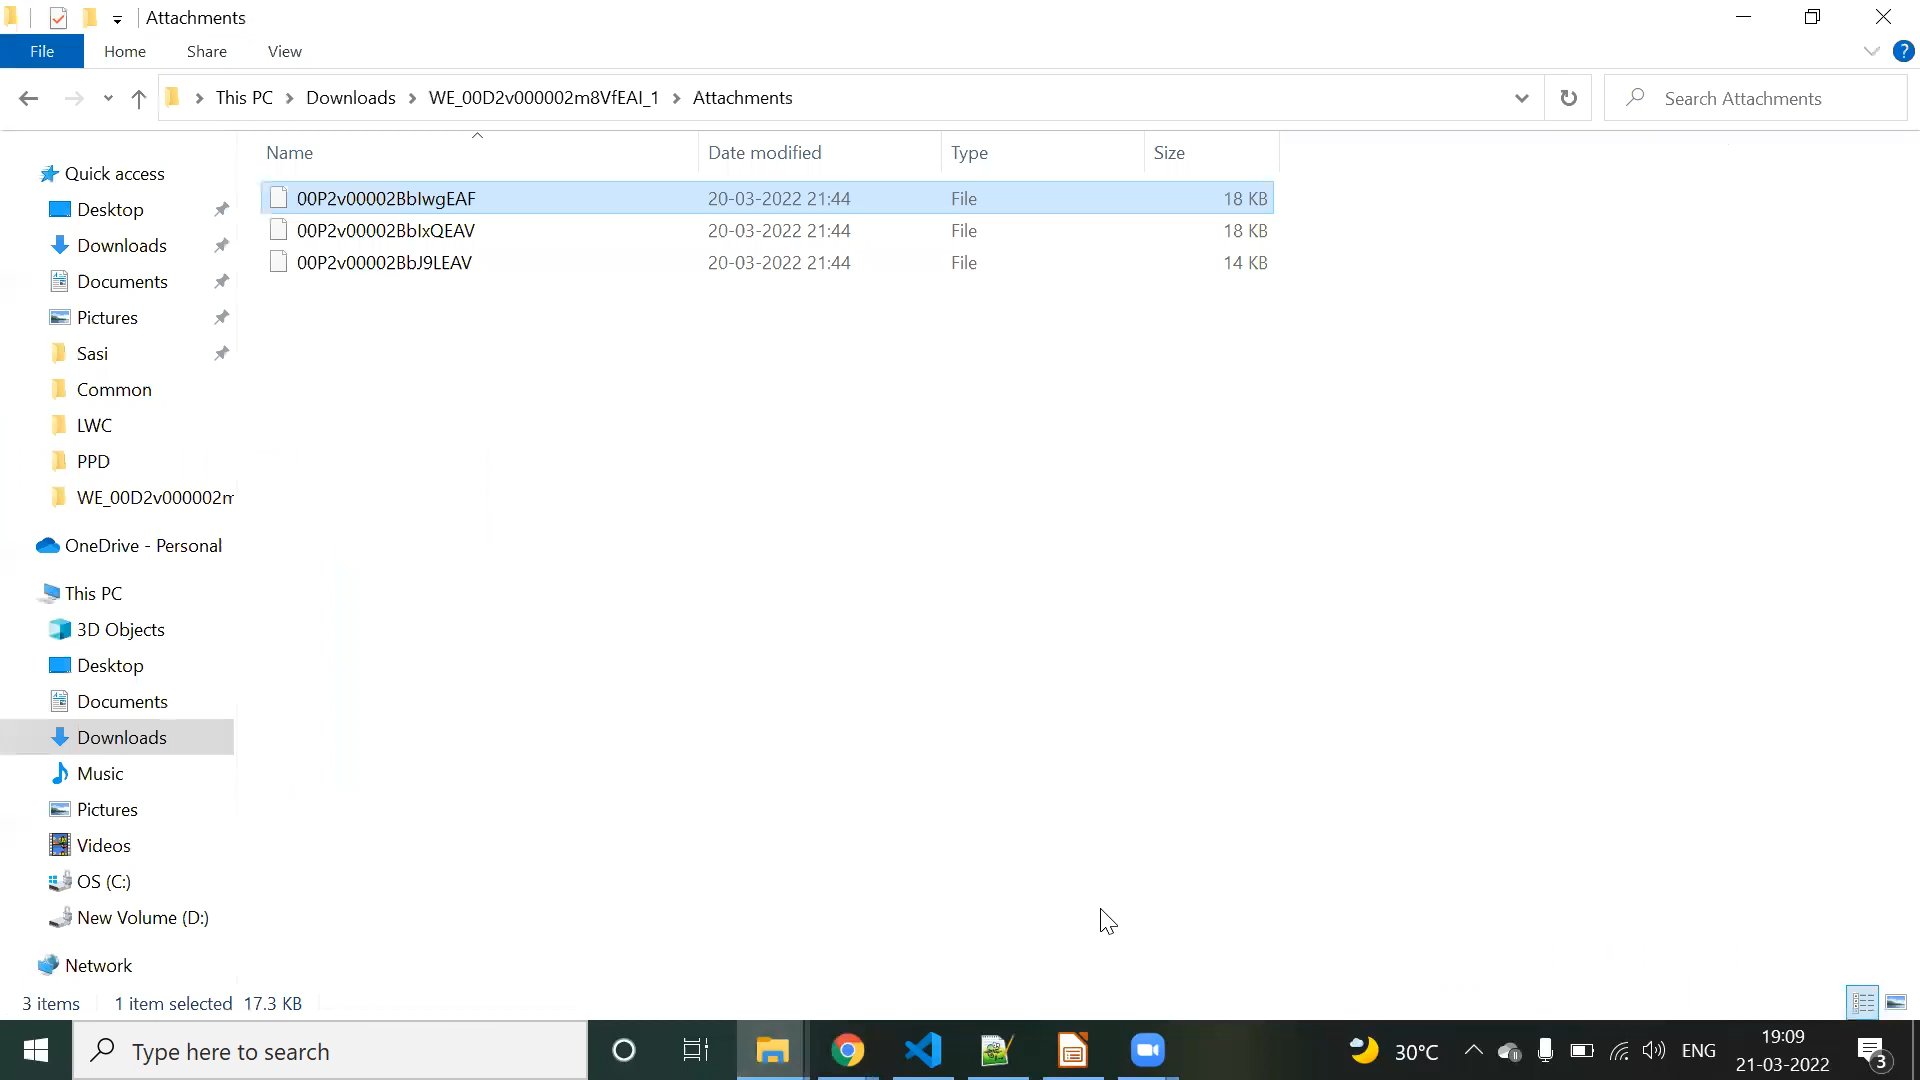 Attachments
File Home Share View
This PC Downloads WE_00D2v000002m8VfEAI_1 Attachments
Search Attachments
Name Date modified Type Size
00P2v00002BbIwgEAF 20-03-2022 21:44 File 18 KB
00P2v00002BbIxQEAV 20-03-2022 21:44 File 18 KB
00P2v00002BbJ9LEAV 20-03-2022 21:44 File 14 KB
Quick access
Desktop
Downloads
Documents
Pictures
Sasi
Common
LWC
PPD
WE_00D2v000002m
OneDrive - Personal
This PC
3D Objects
Desktop
Documents
Downloads
Music
Pictures
Videos
OS (C:)
New Volume (D:)
Network
3 items 1 item selected 17.3 KB
Type here to search
30°C
ENG
19:09
21-03-2022
3